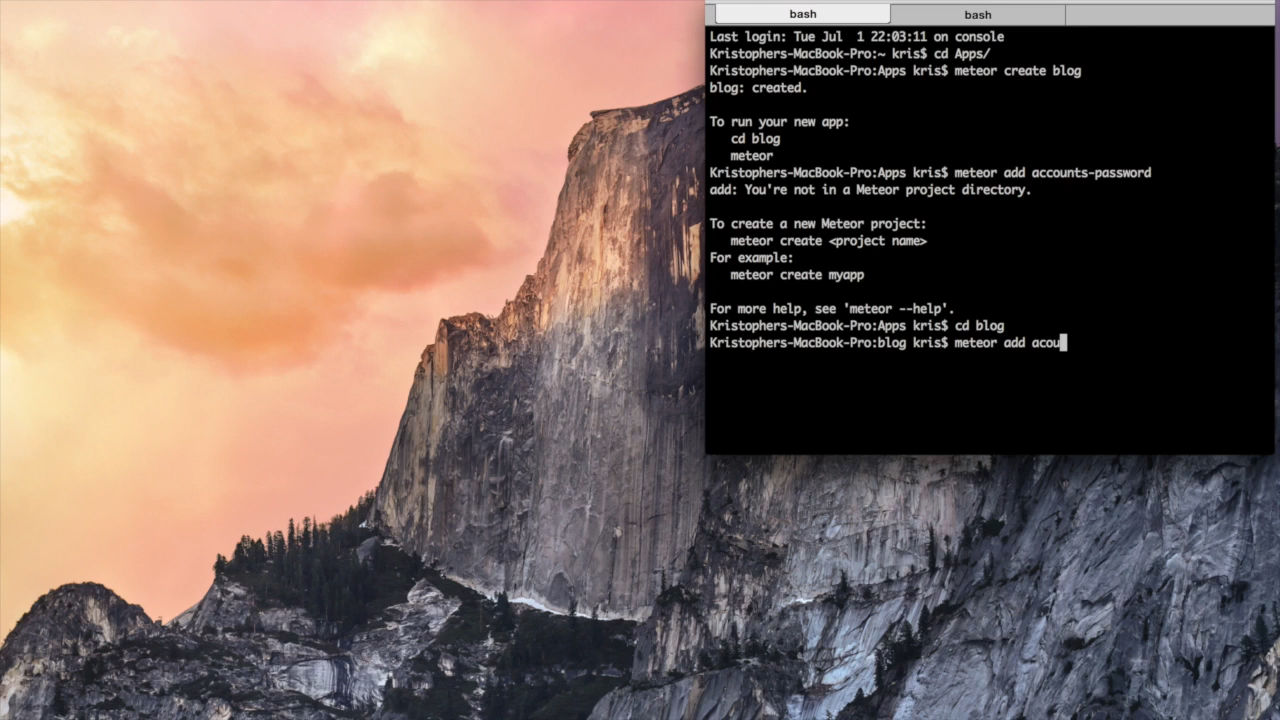 bash
bash
Last login: Tue Jul  1 22:03:11 on console
Kristophers-MacBook-Pro:~ kris$ cd Apps/
Kristophers-MacBook-Pro:Apps kris$ meteor create blog
blog: created.
To run your new app:
cd blog
meteor
Kristophers-MacBook-Pro:Apps kris$ meteor add accounts-password
add: You're not in a Meteor project directory.
To create a new Meteor project:
meteor create <project name>
For example:
meteor create myapp
For more help, see 'meteor --help'.
Kristophers-MacBook-Pro:Apps kris$ cd blog
Kristophers-MacBook-Pro:blog kris$ meteor add acou